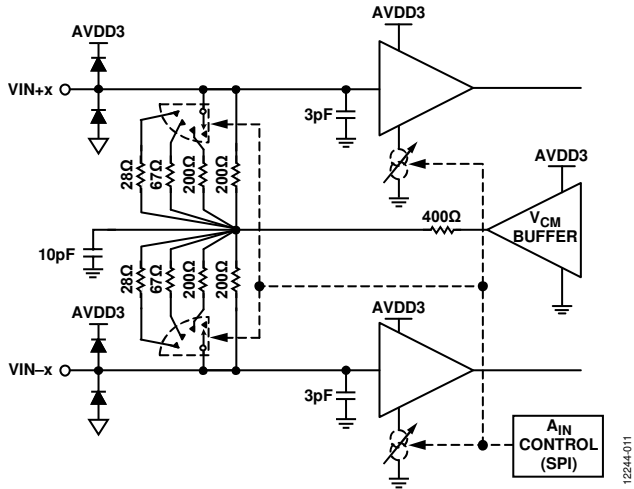 AVDD3
AVDD3
VIN+x
3pF
28Ω
67Ω
200Ω
200Ω
AVDD3
400Ω
VCM
BUFFER
10pF
28Ω
67Ω
200Ω
200Ω
AVDD3
AVDD3
VIN–x
3pF
AIN
CONTROL
(SPI)
12244-011